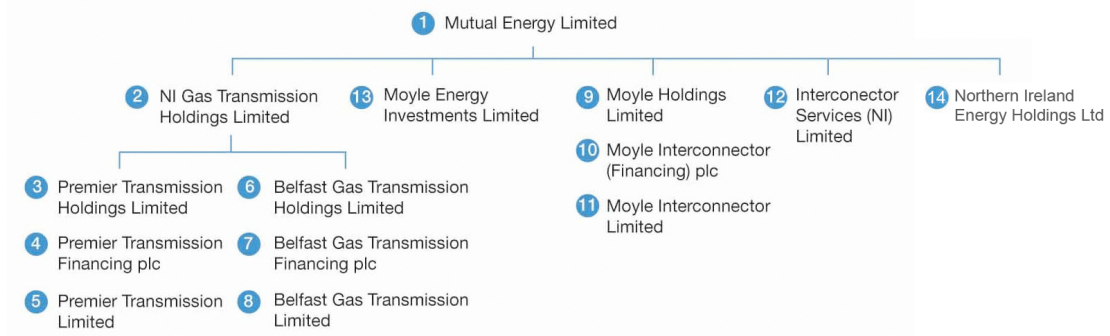 1 Mutual Energy Limited
2 NI Gas Transmission
Holdings Limited
13 Moyle Energy
Investments Limited
9 Moyle Holdings
Limited
12 Interconector
Services (NI)
Limited
14 Northern Ireland
Energy Holdings Ltd
10 Moyle Interconnector
(Financing) plc
11 Moyle Interconnector
Limited
3 Premier Transmission
Holdings Limited
6 Belfast Gas Transmission
Holdings Limited
4 Premier Transmission
Financing plc
7 Belfast Gas Transmission
Financing plc
5 Premier Transmission
Limited
8 Belfast Gas Transmission
Limited